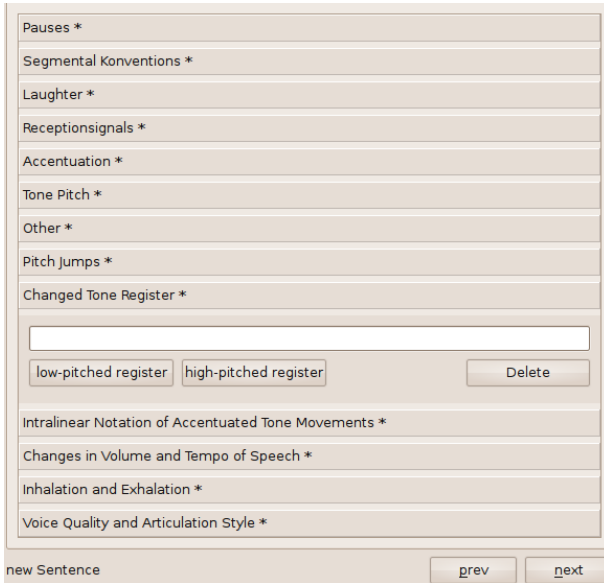 Pauses *
Segmental Konventions *
Laughter *
Receptionsignals *
Accentuation *
Tone Pitch *
Other *
Pitch Jumps *
Changed Tone Register *
low-pitched register high-pitched register Delete
Intralinear Notation of Accentuated Tone Movements *
Changes in Volume and Tempo of Speech *
Inhalation and Exhalation *
Voice Quality and Articulation Style *
new Sentence prev next